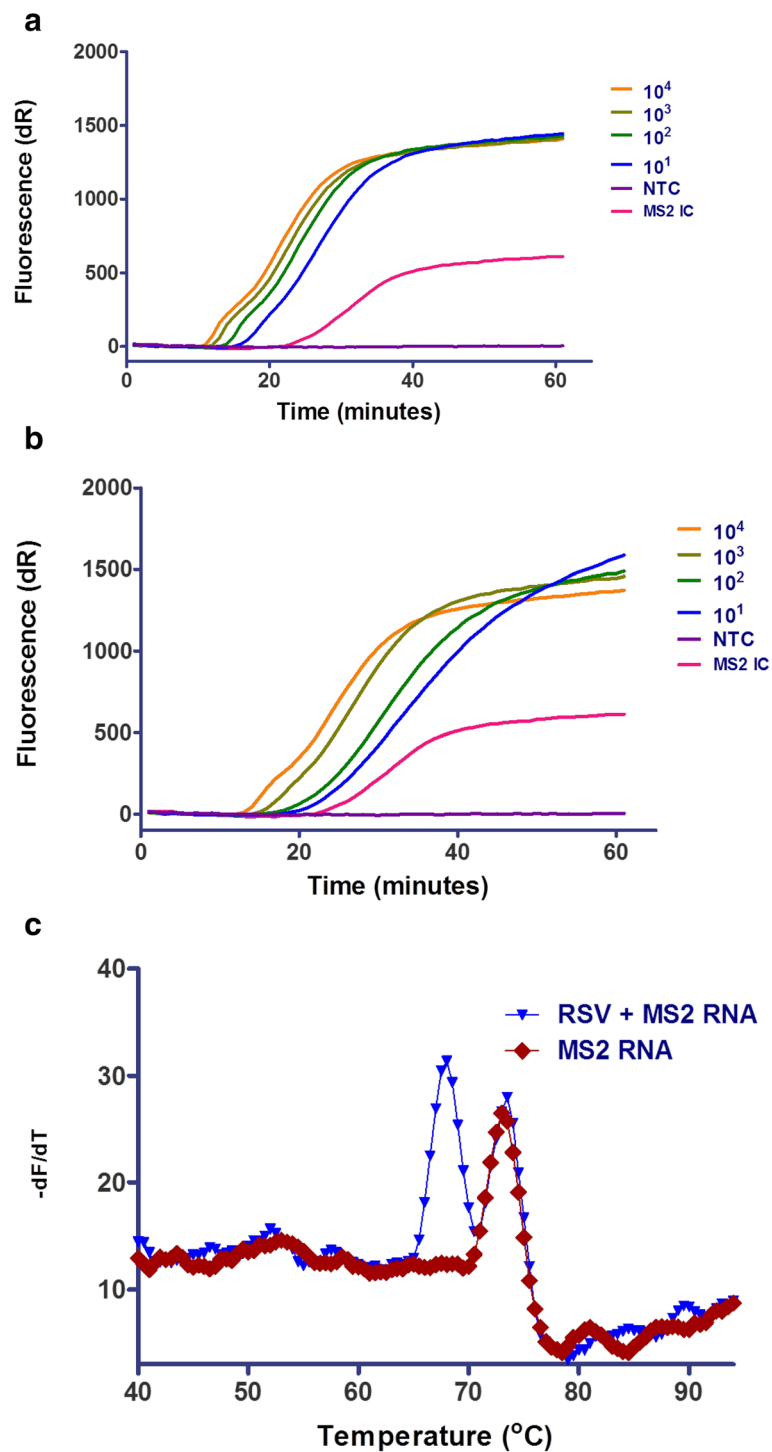 a
2000
1500
1000
500
0
Fluorescence (dR)
0 20 40 60
Time (minutes)
10⁴
10³
10²
10¹
NTC
MS2 IC
b
2000
1500
1000
500
0
Fluorescence (dR)
0 20 40 60
Time (minutes)
10⁴
10³
10²
10¹
NTC
MS2 IC
c
40
30
20
10
-dF/dT
RSV + MS2 RNA
MS2 RNA
40 50 60 70 80 90
Temperature (ᴼC)